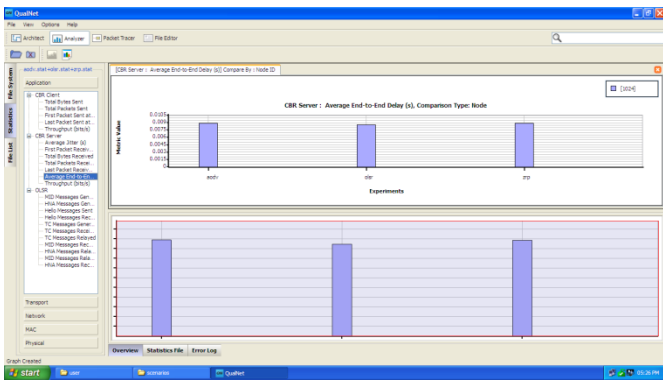 QualNet
File View Options Help
Architect Analyzer Packet Tracer File Editor
File System
Statistics
File List
aodv.stat+olsr.stat+zrp.stat
Application
CBR Client
Total Bytes Sent
Total Packets Sent
First Packet Sent at...
Last Packet Sent at...
Throughput (bits/s)
CBR Server
Average Jitter (s)
First Packet Receiv...
Total Bytes Received
Total Packets Recei...
Last Packet Receiv...
Average End-to-En...
Throughput (bits/s)
OLSR
MID Messages Gen...
HNA Messages Gen...
Hello Messages Sent
Hello Messages Rec...
TC Messages Gener...
TC Messages Recei...
TC Messages Relayed
MID Messages Rec...
HNA Messages Rela...
MID Messages Rela...
HNA Messages Rec...
Transport
Network
MAC
Physical
[CBR Server : Average End-to-End Delay (s)] Compare By : Node ID
[1024]
CBR Server : Average End-to-End Delay (s), Comparison Type: Node
Metric Value
0.0105
0.009
0.0075
0.006
0.0045
0.003
0.0015
aodv olsr zrp
Experiments
Overview Statistics File Error Log
Graph Created
start user scenarios QualNet 09:36 PM